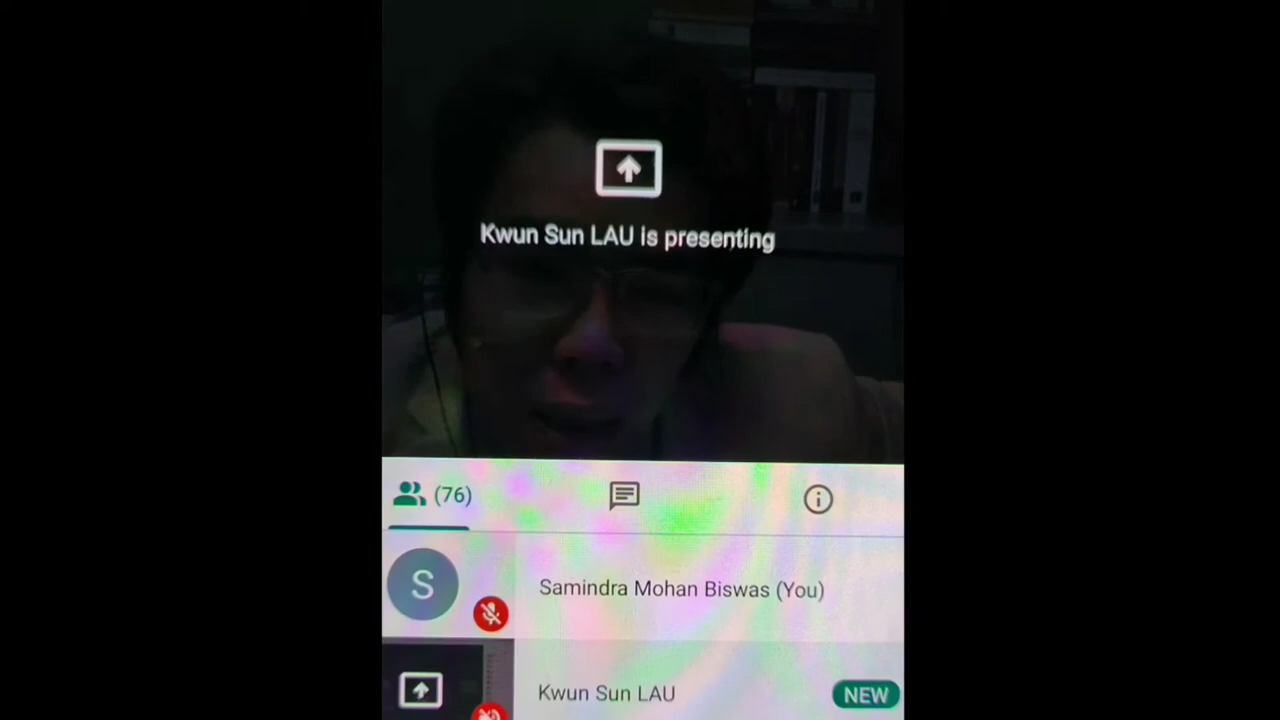 Kwun Sun LAU is presenting
(76)
S
Samindra Mohan Biswas (You)
Kwun Sun LAU
NEW